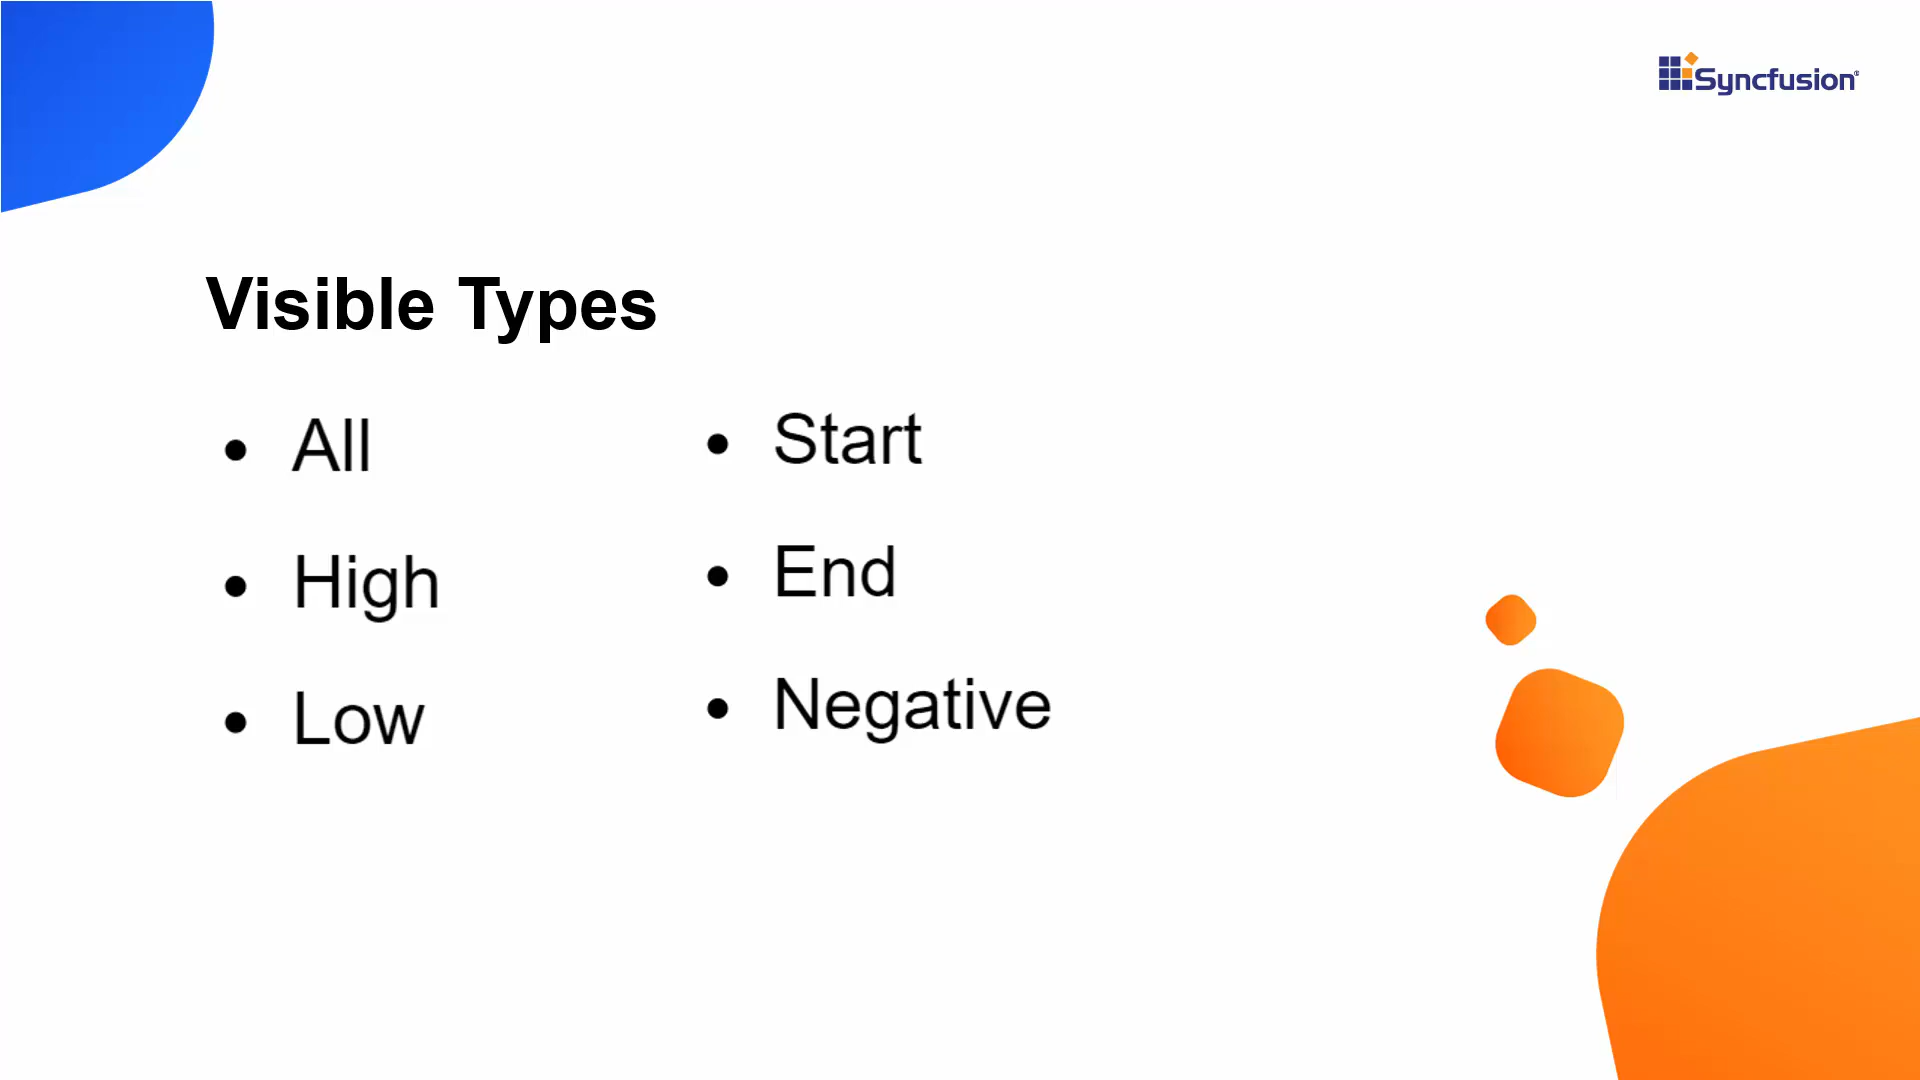 Syncfusion®
Visible Types
• All
• High
• Low
• Start
• End
• Negative